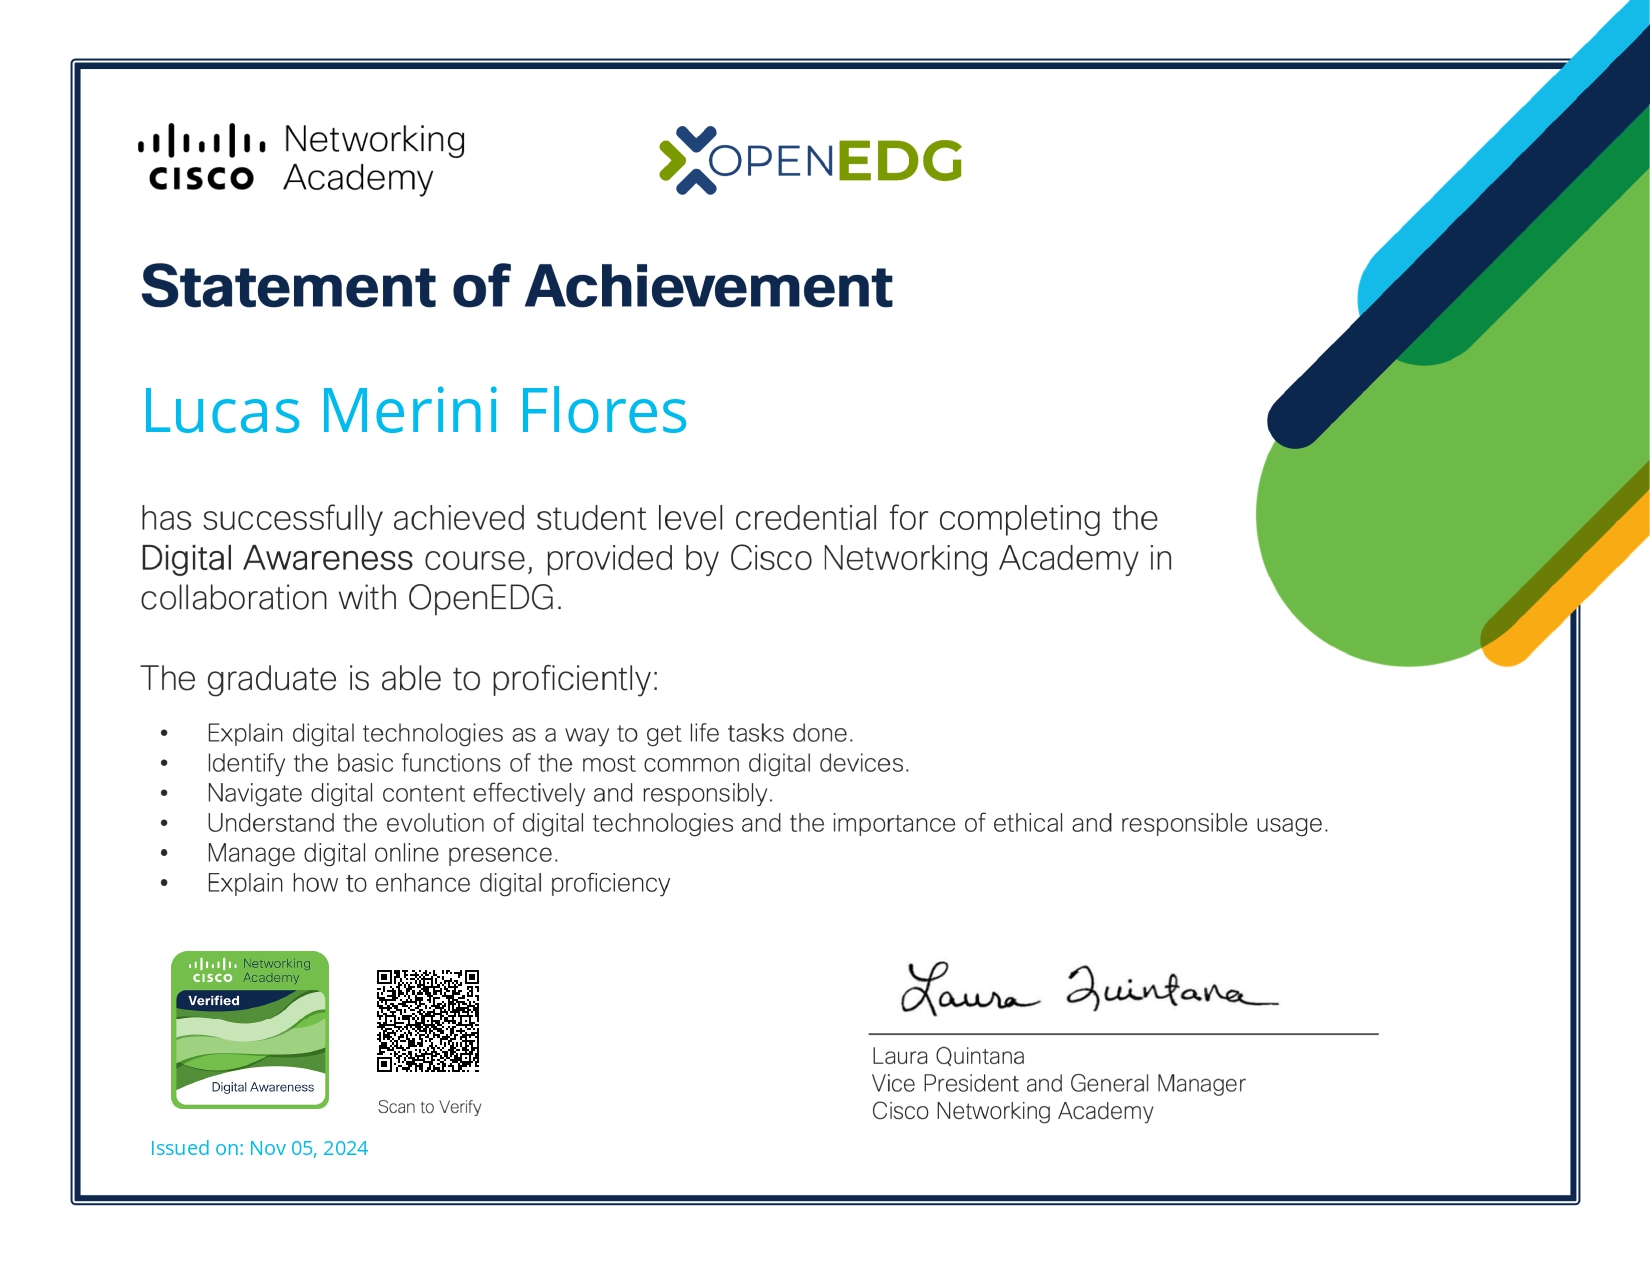 CISCO Networking Academy
OPENEDG
Statement of Achievement
Lucas Merini Flores
has successfully achieved student level credential for completing the
Digital Awareness course, provided by Cisco Networking Academy in
collaboration with OpenEDG.
The graduate is able to proficiently:
• Explain digital technologies as a way to get life tasks done.
• Identify the basic functions of the most common digital devices.
• Navigate digital content effectively and responsibly.
• Understand the evolution of digital technologies and the importance of ethical and responsible usage.
• Manage digital online presence.
• Explain how to enhance digital proficiency
CISCO Networking Academy
Verified
Digital Awareness
Scan to Verify
Issued on: Nov 05, 2024
Laura Quintana
Laura Quintana
Vice President and General Manager
Cisco Networking Academy